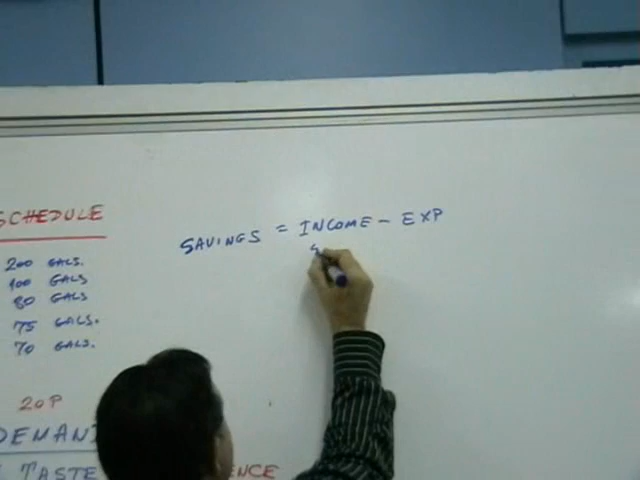 SCHEDULE
200 GALS.
100 GALS
80 GALS
75 GALS.
70 GALS.
SAVINGS = INCOME - EXP
20P
DEMAN
TASTE ENCE